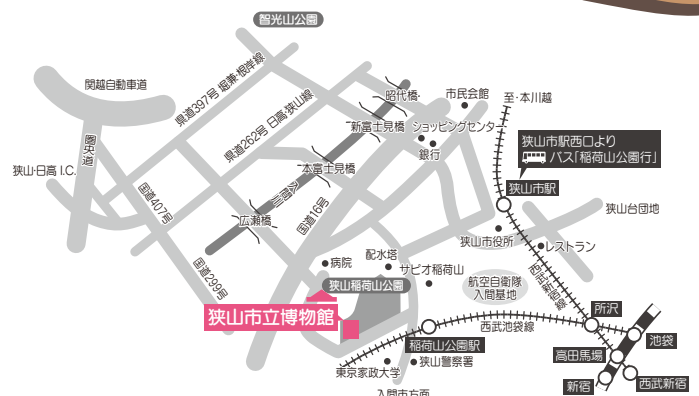 智光山公園
関越自動車道
県道397号 堀兼・根岸線
昭代橋
市民会館
至・本川越
県道262号 日高・狭山線
新富士見橋
ショッピングセンター
銀行
狭山市駅西口より
バス「稲荷山公園行」
圏央道
狭山・日高 I.C.
本富士見橋
入間川
国道16号
狭山市駅
国道407号
広瀬橋
狭山台団地
狭山市役所
レストラン
国道299号
病院
配水塔
サピオ稲荷山
西武新宿線
狭山稲荷山公園
航空自衛隊
入間基地
狭山市立博物館
所沢
西武池袋線
稲荷山公園駅
池袋
高田馬場
狭山警察署
東京家政大学
新宿
西武新宿
入間市方面